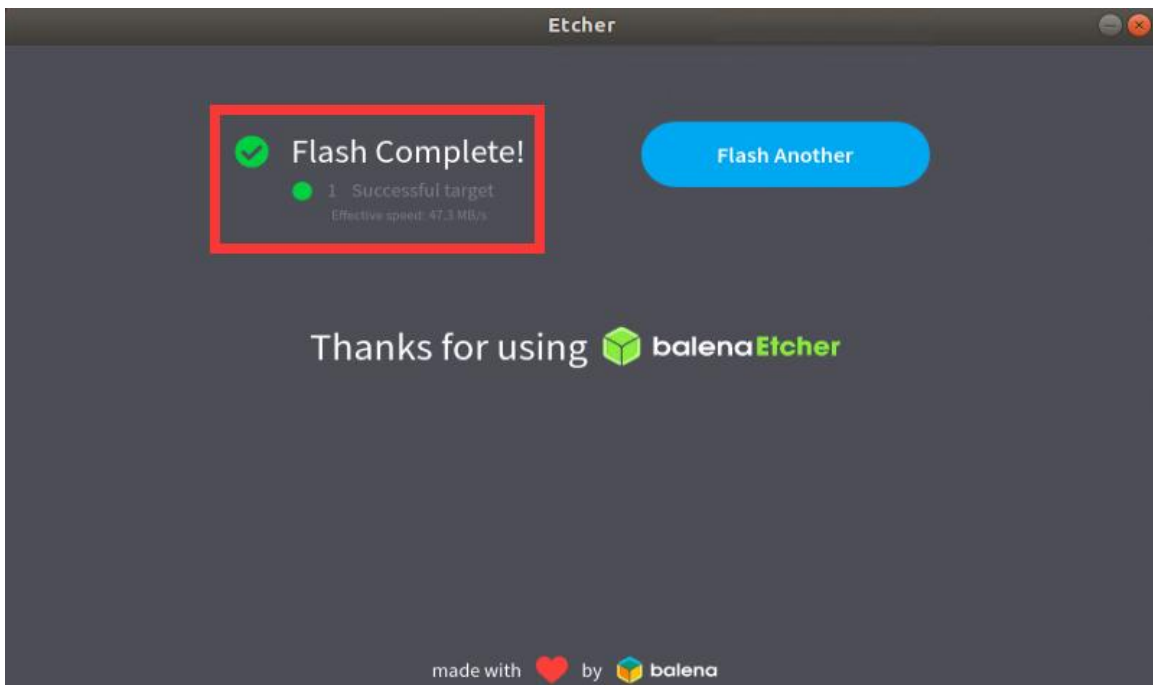 Etcher
Flash Complete!
1 Successful target
Effective speed: 47.3 MB/s
Flash Another
Thanks for using balenaEtcher
made with by balena